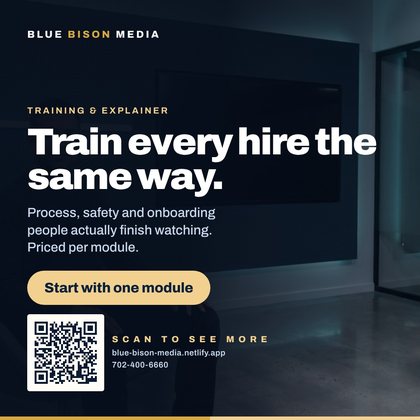 BLUE BISON MEDIA
TRAINING & EXPLAINER
Train every hire the
same way.
Process, safety and onboarding
people actually finish watching.
Priced per module.
Start with one module
SCAN TO SEE MORE
blue-bison-media.netlify.app
702-400-6660